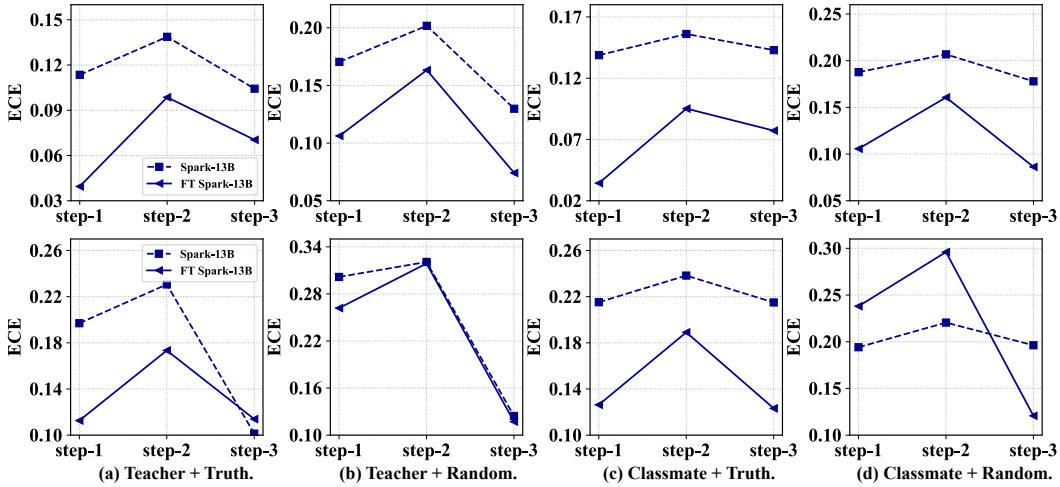 ECE
0.15
0.12
0.09
0.06
0.03
Spark-13B
FT Spark-13B
step-1
step-2
step-3
ECE
0.20
0.15
0.10
0.05
step-1
step-2
step-3
ECE
0.17
0.12
0.07
0.02
step-1
step-2
step-3
ECE
0.25
0.20
0.15
0.10
0.05
step-1
step-2
step-3
ECE
0.26
0.22
0.18
0.14
0.10
Spark-13B
FT Spark-13B
step-1
step-2
step-3
(a) Teacher + Truth.
ECE
0.34
0.28
0.22
0.16
0.10
step-1
step-2
step-3
(b) Teacher + Random.
ECE
0.26
0.22
0.18
0.14
0.10
step-1
step-2
step-3
(c) Classmate + Truth.
ECE
0.30
0.25
0.20
0.15
0.10
step-1
step-2
step-3
(d) Classmate + Random.